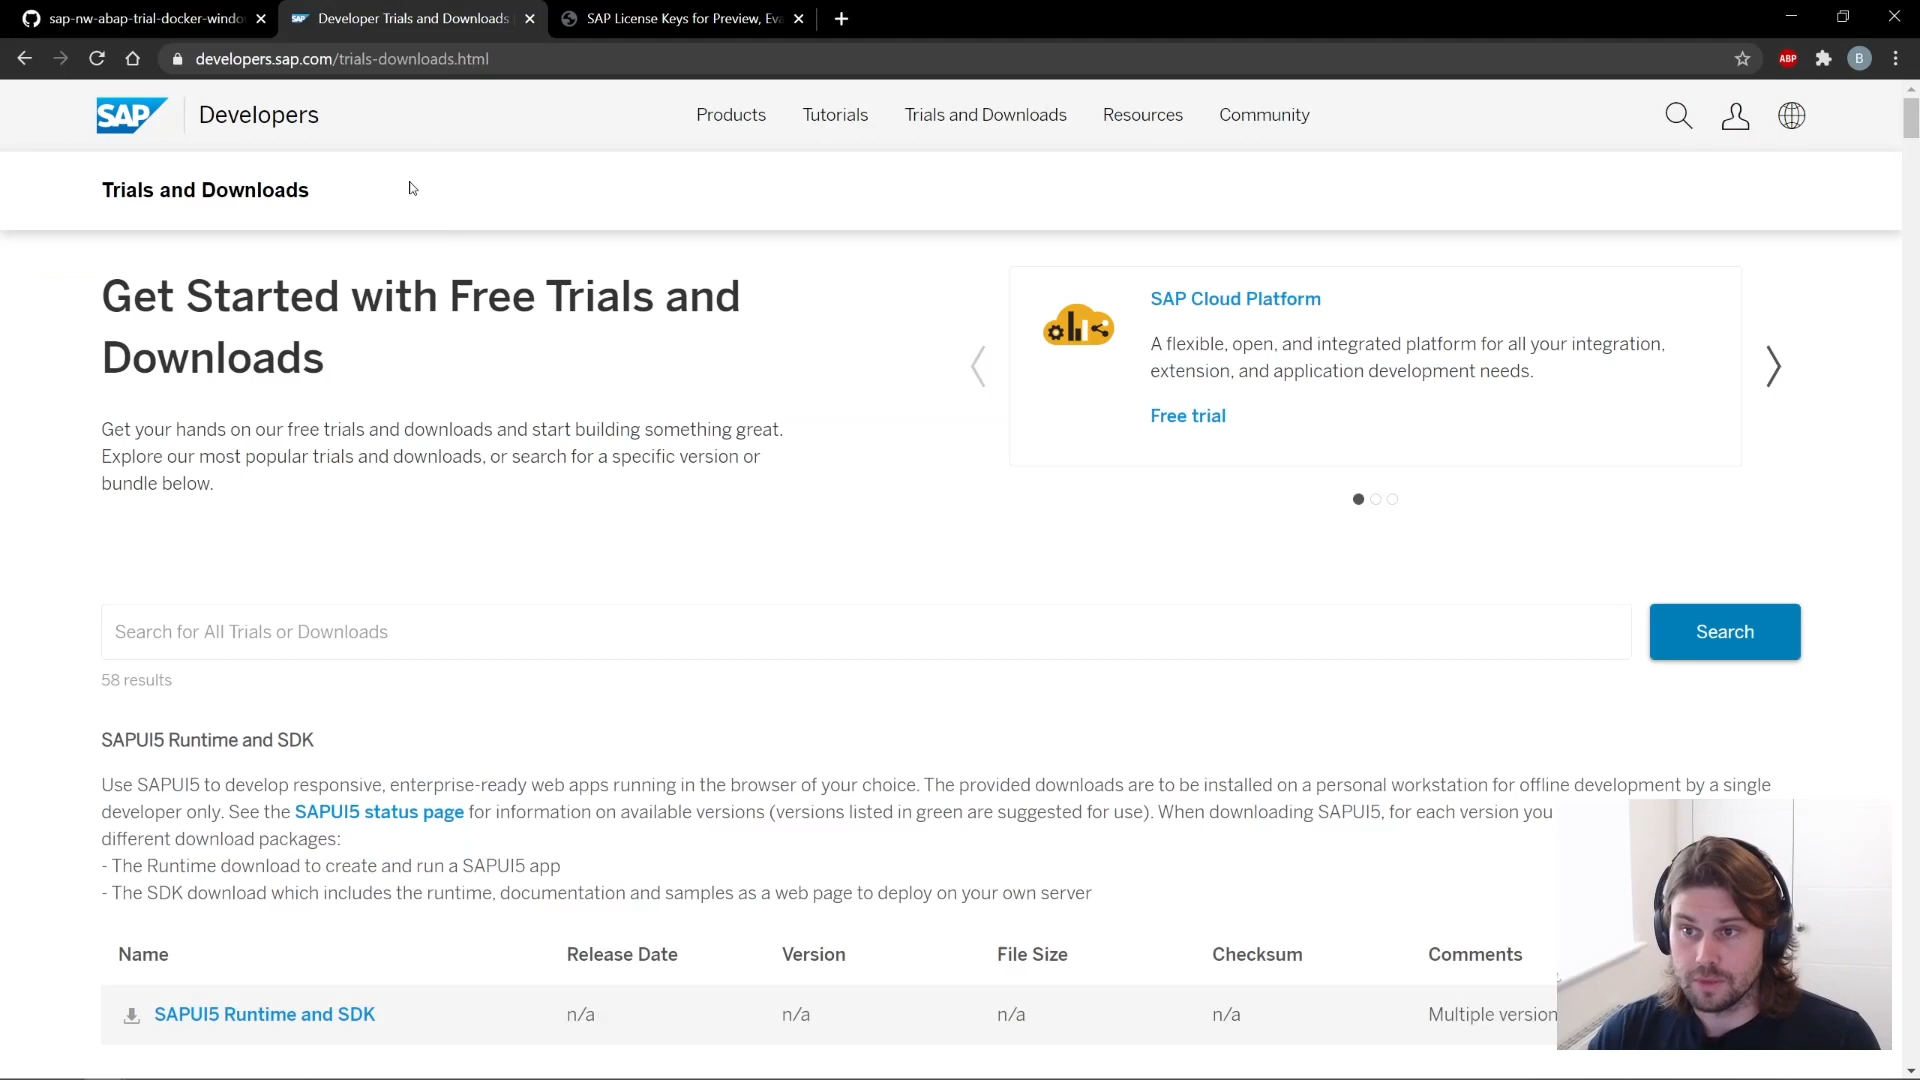 sap-nw-abap-trial-docker-windo
Developer Trials and Downloads
SAP License Keys for Preview, Eva
developers.sap.com/trials-downloads.html
ABP
B
SAP
Developers
Products
Tutorials
Trials and Downloads
Resources
Community
Trials and Downloads
Get Started with Free Trials and
Downloads
Get your hands on our free trials and downloads and start building something great.
Explore our most popular trials and downloads, or search for a specific version or
bundle below.
SAP Cloud Platform
A flexible, open, and integrated platform for all your integration,
extension, and application development needs.
Free trial
Search for All Trials or Downloads
Search
58 results
SAPUI5 Runtime and SDK
Use SAPUI5 to develop responsive, enterprise-ready web apps running in the browser of your choice. The provided downloads are to be installed on a personal workstation for offline development by a single
developer only. See the SAPUI5 status page for information on available versions (versions listed in green are suggested for use). When downloading SAPUI5, for each version you
different download packages:
- The Runtime download to create and run a SAPUI5 app
- The SDK download which includes the runtime, documentation and samples as a web page to deploy on your own server
Name Release Date Version File Size Checksum Comments
SAPUI5 Runtime and SDK n/a n/a n/a n/a Multiple version